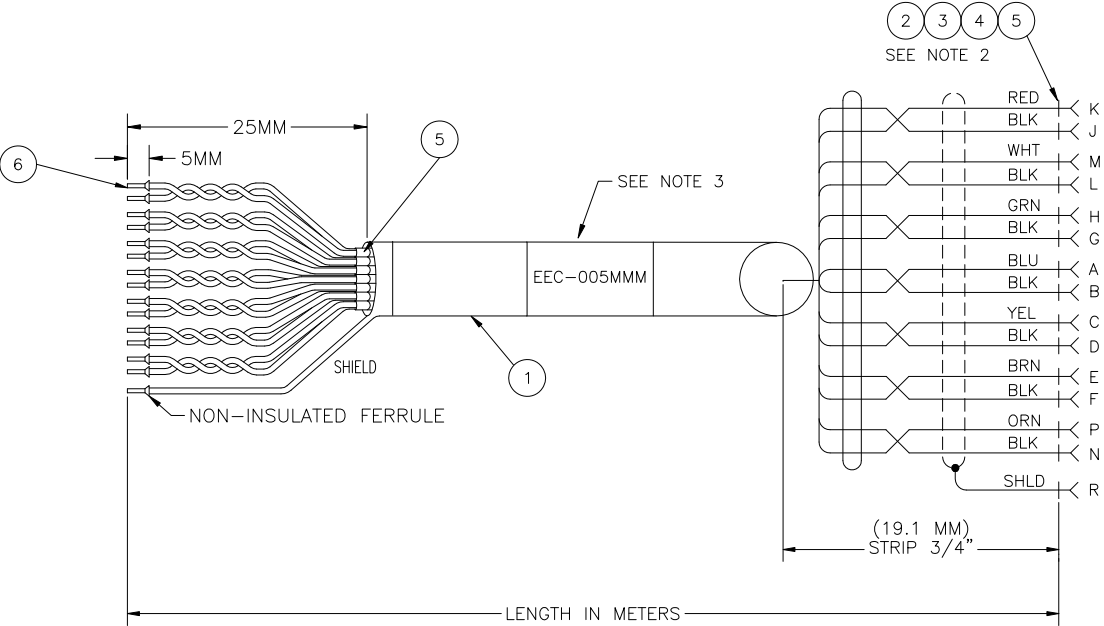 2 3 4 5
SEE NOTE 2
RED K
BLK J
25MM
5
6
5MM
WHT M
BLK L
SEE NOTE 3
GRN H
BLK G
EEC-005MMM
BLU A
BLK B
YEL C
BLK D
SHIELD
1
BRN E
BLK F
NON-INSULATED FERRULE
ORN P
BLK N
SHLD R
(19.1 MM)
STRIP 3/4"
LENGTH IN METERS